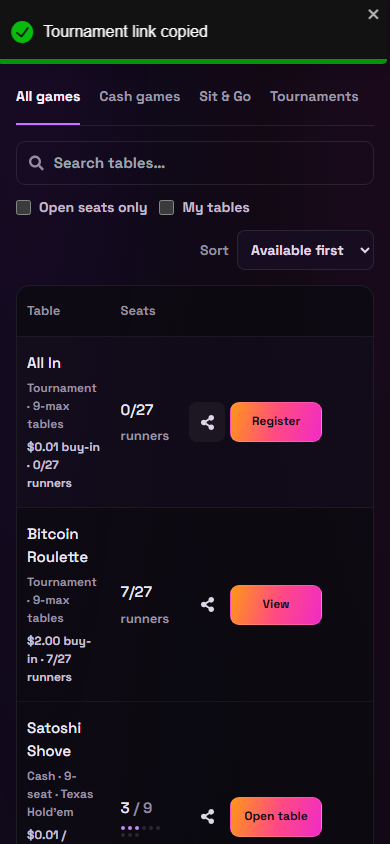 Tournament link copied
All games Cash games Sit & Go Tournaments
Search tables...
Open seats only My tables
Sort Available first
Table Seats
All In
Tournament
· 9-max
tables
$0.01 buy-in
· 0/27
runners
0/27
runners
Register
Bitcoin
Roulette
Tournament
· 9-max
tables
$2.00 buy-
in · 7/27
runners
7/27
runners
View
Satoshi
Shove
Cash · 9-
seat · Texas
Hold'em
$0.01 /
3 / 9
Open table